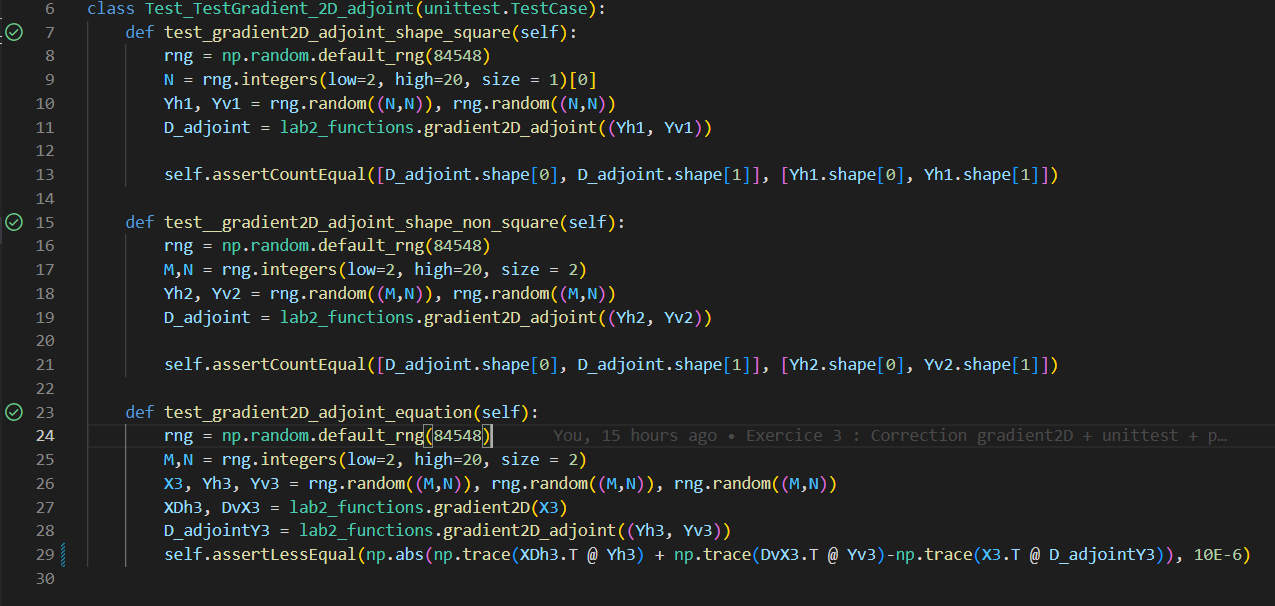 6 class Test_TestGradient_2D_adjoint(unittest.TestCase):
7     def test_gradient2D_adjoint_shape_square(self):
8         rng = np.random.default_rng(84548)
9         N = rng.integers(low=2, high=20, size = 1)[0]
10         Yh1, Yv1 = rng.random((N,N)), rng.random((N,N))
11         D_adjoint = lab2_functions.gradient2D_adjoint((Yh1, Yv1))
12
13         self.assertCountEqual([D_adjoint.shape[0], D_adjoint.shape[1]], [Yh1.shape[0], Yh1.shape[1]])
14
15     def test__gradient2D_adjoint_shape_non_square(self):
16         rng = np.random.default_rng(84548)
17         M,N = rng.integers(low=2, high=20, size = 2)
18         Yh2, Yv2 = rng.random((M,N)), rng.random((M,N))
19         D_adjoint = lab2_functions.gradient2D_adjoint((Yh2, Yv2))
20
21         self.assertCountEqual([D_adjoint.shape[0], D_adjoint.shape[1]], [Yh2.shape[0], Yv2.shape[1]])
22
23     def test_gradient2D_adjoint_equation(self):
24         rng = np.random.default_rng(84548)      You, 15 hours ago • Exercice 3 : Correction gradient2D + unittest + p…
25         M,N = rng.integers(low=2, high=20, size = 2)
26         X3, Yh3, Yv3 = rng.random((M,N)), rng.random((M,N)), rng.random((M,N))
27         XDh3, DvX3 = lab2_functions.gradient2D(X3)
28         D_adjointY3 = lab2_functions.gradient2D_adjoint((Yh3, Yv3))
29         self.assertLessEqual(np.abs(np.trace(XDh3.T @ Yh3) + np.trace(DvX3.T @ Yv3)-np.trace(X3.T @ D_adjointY3)), 10E-6)
30